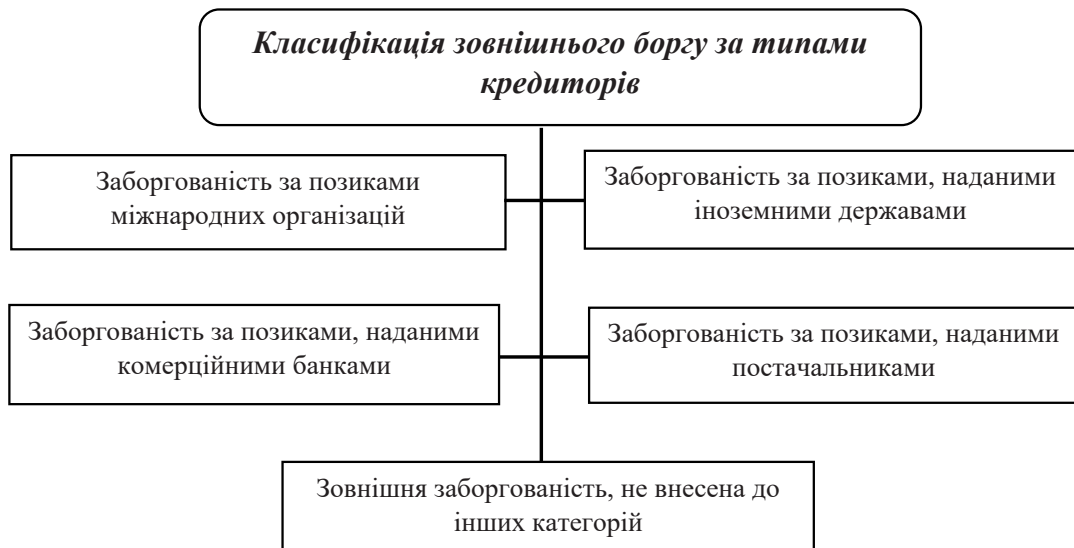 Класифікація зовнішнього боргу за типами
кредиторів
Заборгованість за позиками
міжнародних організацій
Заборгованість за позиками, наданими
іноземними державами
Заборгованість за позиками, наданими
комерційними банками
Заборгованість за позиками, наданими
постачальниками
Зовнішня заборгованість, не внесена до
інших категорій